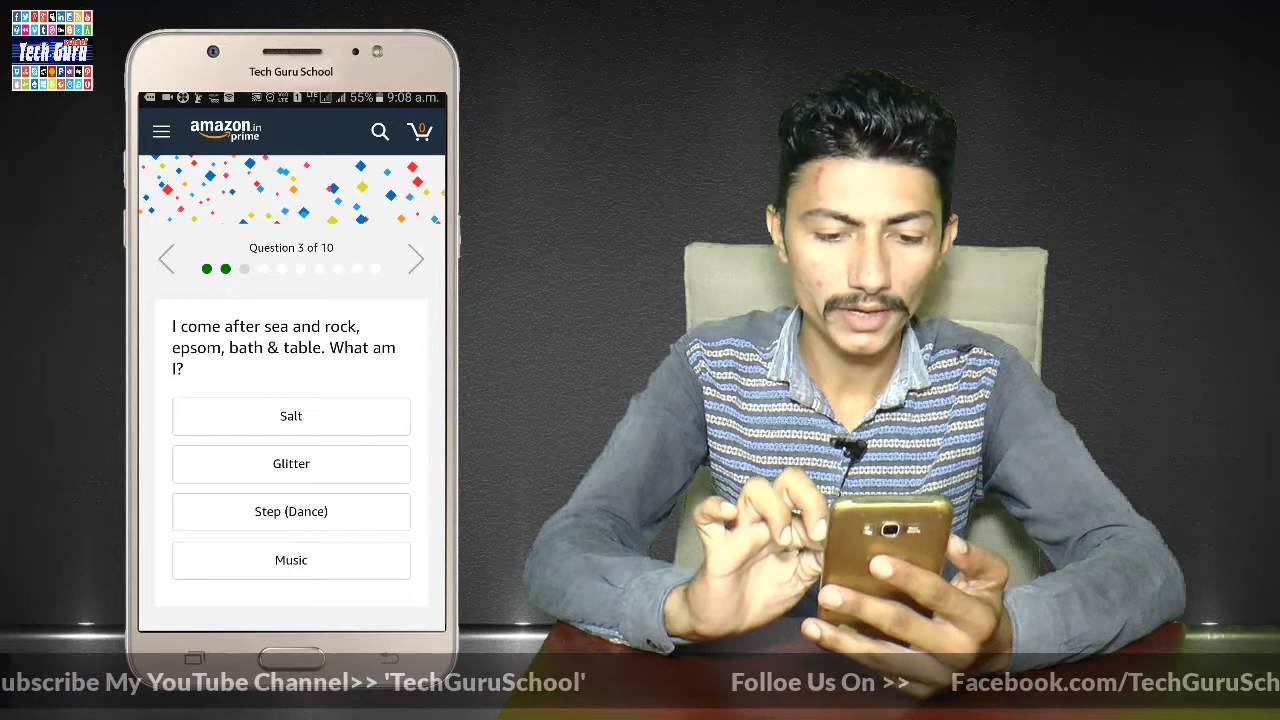 Tech Guru
school
Tech Guru School
55% 9:08 a.m.
amazon.in
prime
0
Question 3 of 10
I come after sea and rock,
epsom, bath & table. What am
I?
Salt
Glitter
Step (Dance)
Music
ubscribe My YouTube Channel>> 'TechGuruSchool' Folloe Us On >> Facebook.com/TechGuruSch